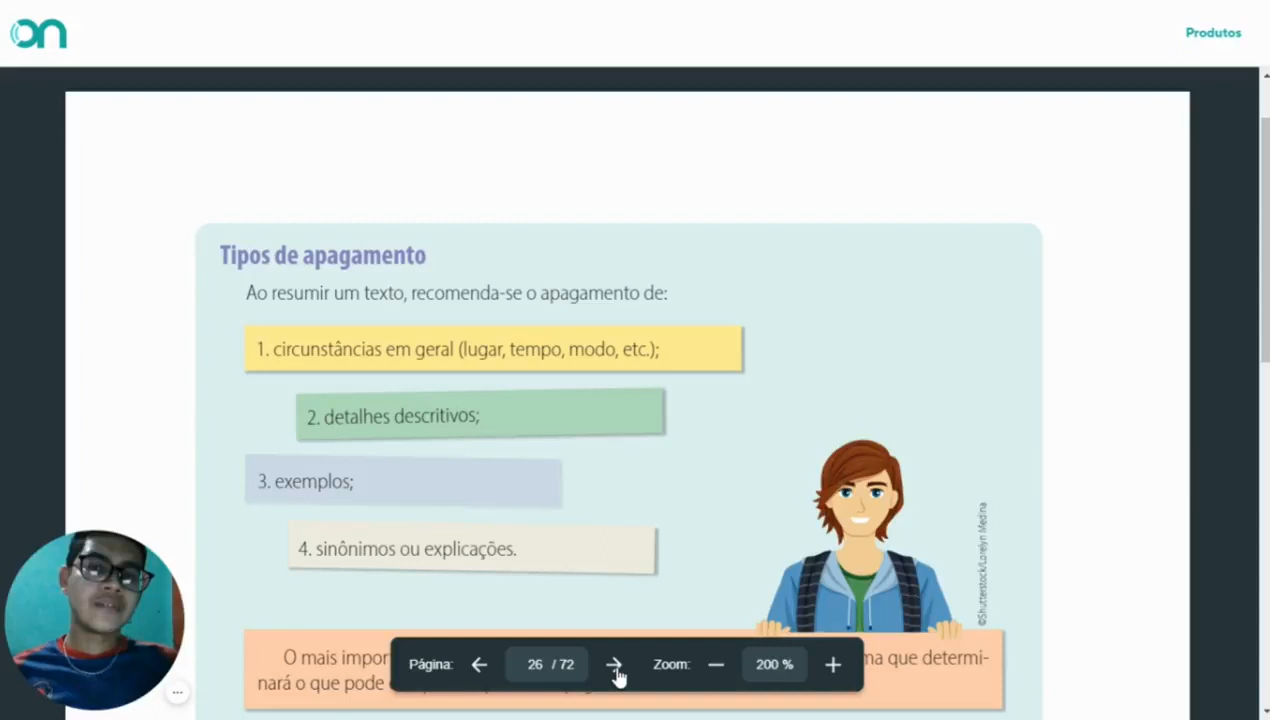 on
Produtos
Tipos de apagamento
Ao resumir um texto, recomenda-se o apagamento de:
1. circunstâncias em geral (lugar, tempo, modo, etc.);
2. detalhes descritivos;
3. exemplos;
4. sinônimos ou explicações.
©Shutterstock/Lorelyn Medina
O mais impor ma que determi-
nará o que pode
Página: 26 / 72 Zoom: 200 %